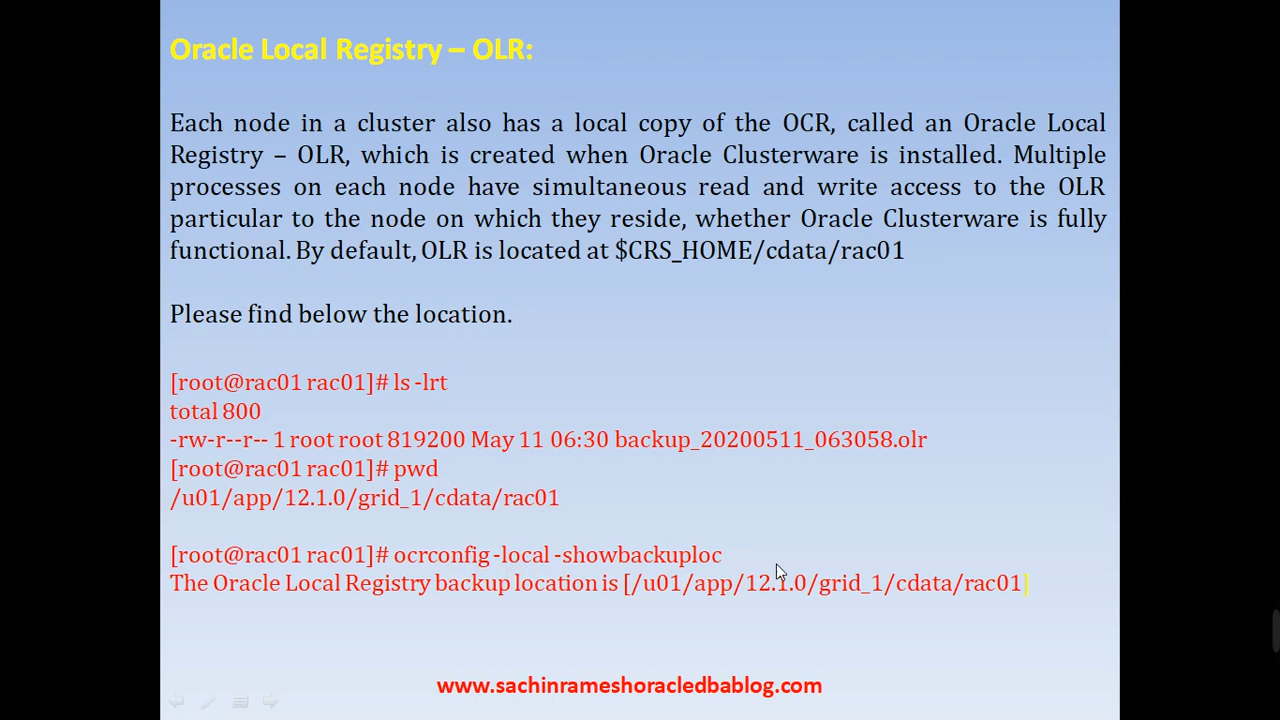 Oracle Local Registry – OLR:
Each node in a cluster also has a local copy of the OCR, called an Oracle Local
Registry – OLR, which is created when Oracle Clusterware is installed. Multiple
processes on each node have simultaneous read and write access to the OLR
particular to the node on which they reside, whether Oracle Clusterware is fully
functional. By default, OLR is located at $CRS_HOME/cdata/rac01
Please find below the location.
[root@rac01 rac01]# ls -lrt
total 800
-rw-r--r-- 1 root root 819200 May 11 06:30 backup_20200511_063058.olr
[root@rac01 rac01]# pwd
/u01/app/12.1.0/grid_1/cdata/rac01
[root@rac01 rac01]# ocrconfig -local -showbackuploc
The Oracle Local Registry backup location is [/u01/app/12.1.0/grid_1/cdata/rac01]
www.sachinrameshoracledbablog.com